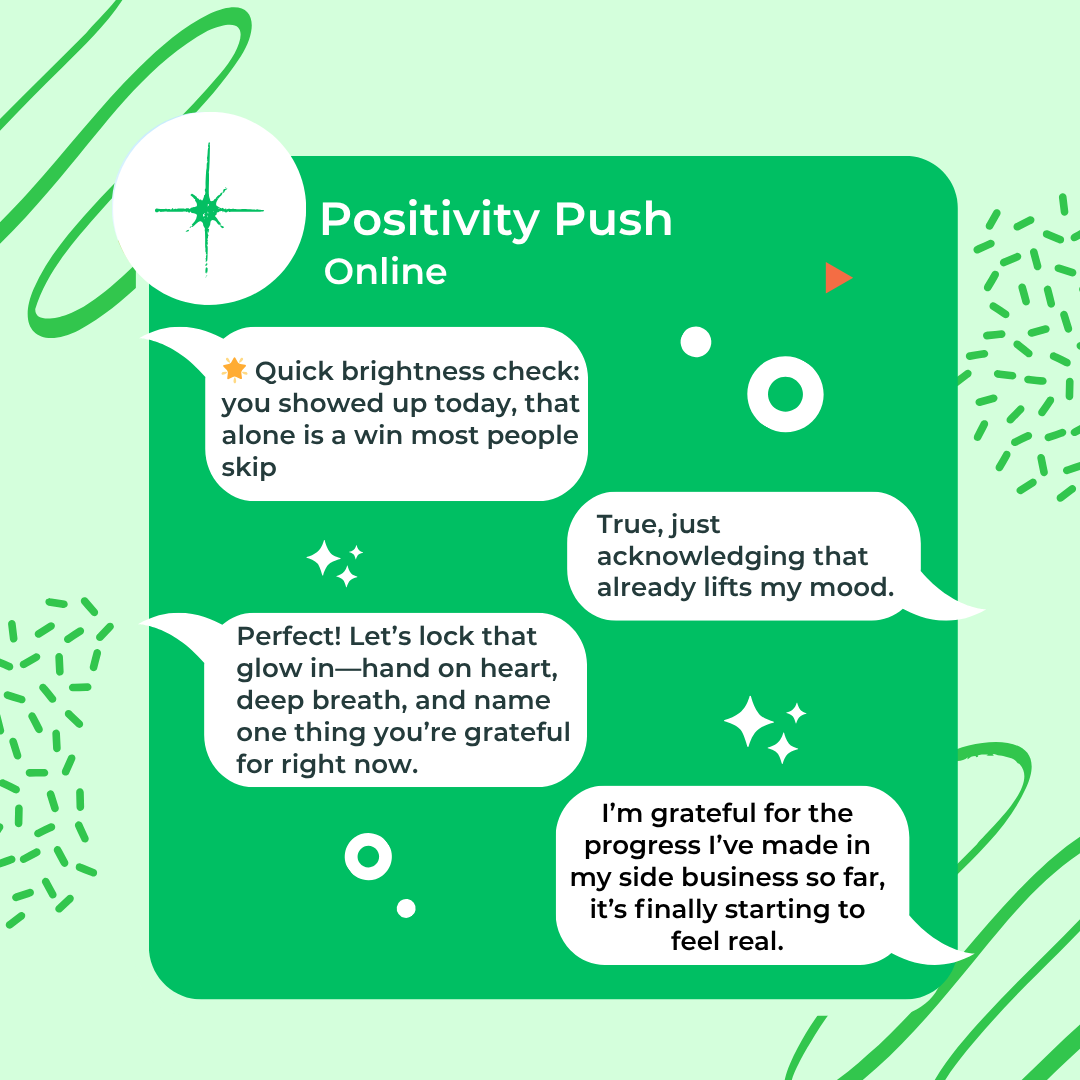 Positivity Push
Online
🌟 Quick brightness check:
you showed up today, that
alone is a win most people
skip
True, just
acknowledging that
already lifts my mood.
Perfect! Let’s lock that
glow in—hand on heart,
deep breath, and name
one thing you’re grateful
for right now.
I’m grateful for the
progress I’ve made in
my side business so far,
it’s finally starting to
feel real.